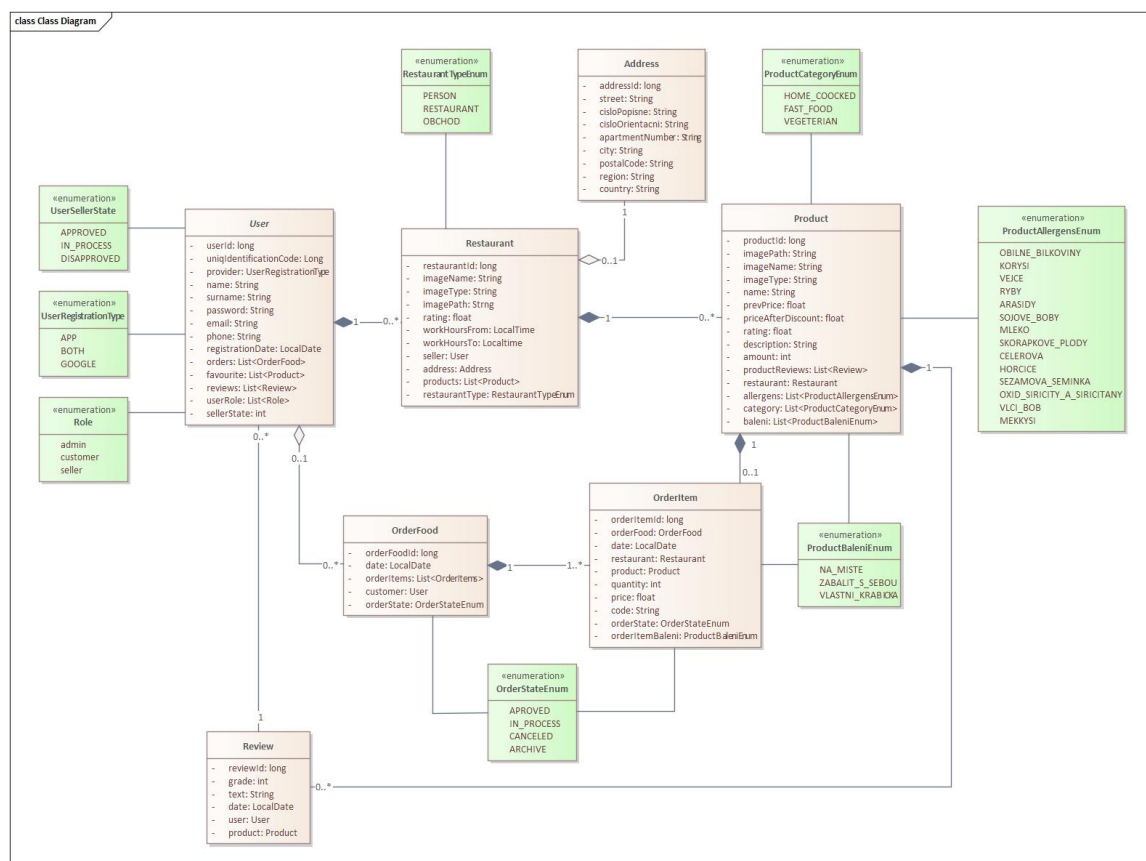 class Class Diagram
«enumeration»
RestaurantTypeEnum
PERSON
RESTAURANT
OBCHOD
Address
- addressId: long
- street: String
- cisloPopisne: String
- cisloOrientacni: String
- apartmentNumber: String
- city: String
- postalCode: String
- region: String
- country: String
«enumeration»
ProductCategoryEnum
HOME_COOCKED
FAST_FOOD
VEGETERIAN
«enumeration»
UserSellerState
APPROVED
IN_PROCESS
DISAPPROVED
«enumeration»
UserRegistrationType
APP
BOTH
GOOGLE
«enumeration»
Role
admin
customer
seller
User
- userId: long
- uniqIdentificationCode: Long
- provider: UserRegistrationType
- name: String
- surname: String
- password: String
- email: String
- phone: String
- registrationDate: LocalDate
- orders: List<OrderFood>
- favourite: List<Product>
- reviews: List<Review>
- userRole: List<Role>
- sellerState: int
1
0..*
Restaurant
- restaurantId: long
- imageName: String
- imageType: String
- imagePath: String
- rating: float
- workHoursFrom: LocalTime
- workHoursTo: Localtime
- seller: User
- address: Address
- products: List<Product>
- restaurantType: RestaurantTypeEnum
1
0..1
1
0..*
Product
- productId: long
- imagePath: String
- imageName: String
- imageType: String
- name: String
- prevPrice: float
- priceAfterDiscount: float
- rating: float
- description: String
- amount: int
- productReviews: List<Review>
- restaurant: Restaurant
- allergens: List<ProductAllergensEnum>
- category: List<ProductCategoryEnum>
- baleni: List<ProductBaleniEnum>
1
«enumeration»
ProductAllergensEnum
OBILNE_BILKOVINY
KORYSI
VEJCE
RYBY
ARASIDY
SOJOVE_BOBY
MLEKO
SKORAPKOVE_PLODY
CELEROVA
HORCICE
SEZAMOVA_SEMINKA
OXID_SIRICITY_A_SIRICITANY
VLCI_BOB
MEKKYSI
0..*
0..1
1
0..1
OrderFood
- orderFoodId: long
- date: LocalDate
- orderItems: List<OrderItems>
- customer: User
- orderState: OrderStateEnum
0..*
1
1..*
OrderItem
- orderItemId: long
- orderFood: OrderFood
- date: LocalDate
- restaurant: Restaurant
- product: Product
- quantity: int
- price: float
- code: String
- orderState: OrderStateEnum
- orderItemBaleni: ProductBaleniEnum
«enumeration»
ProductBaleniEnum
NA_MISTE
ZABALIT_S_SEBOU
VLASTNI_KRABICKA
«enumeration»
OrderStateEnum
APROVED
IN_PROCESS
CANCELED
ARCHIVE
1
Review
- reviewId: long
- grade: int
- text: String
- date: LocalDate
- user: User
- product: Product
0..*